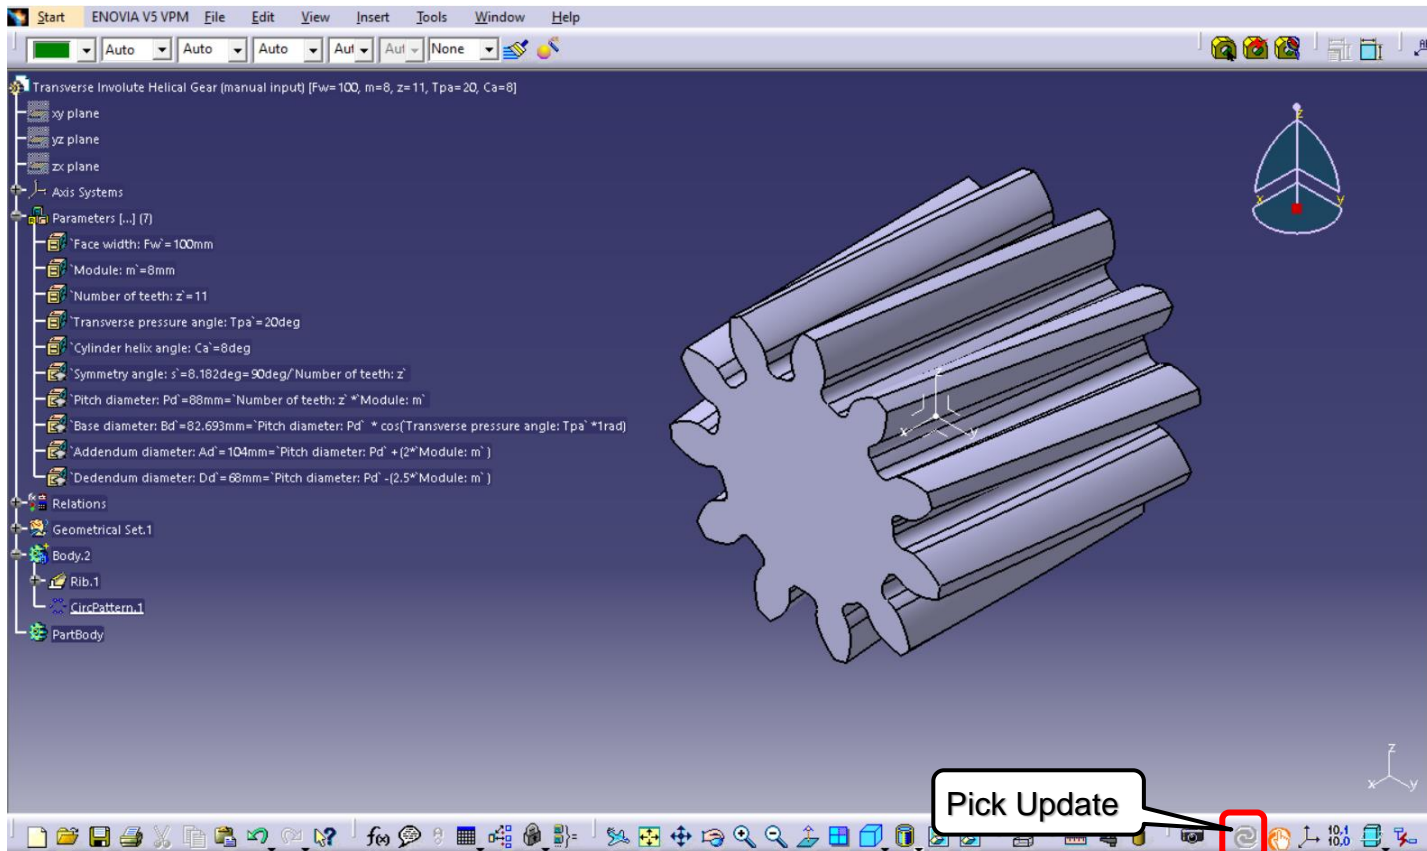 Start ENOVIA V5 VPM File Edit View Insert Tools Window Help
Auto Auto Auto Aut Aut None
Transverse Involute Helical Gear (manual input) [Fw=100, m=8, z=11, Tpa=20, Ca=8]
xy plane
yz plane
zx plane
Axis Systems
Parameters [...] (7)
`Face width: Fw`=100mm
`Module: m`=8mm
`Number of teeth: z`=11
`Transverse pressure angle: Tpa`=20deg
`Cylinder helix angle: Ca`=8deg
`Symmetry angle: s`=8.182deg=90deg/`Number of teeth: z`
`Pitch diameter: Pd`=88mm=`Number of teeth: z` *`Module: m`
`Base diameter: Bd`=82.693mm=`Pitch diameter: Pd` * cos(`Transverse pressure angle: Tpa` *1rad)
`Addendum diameter: Ad`=104mm=`Pitch diameter: Pd` +(2*`Module: m` )
`Dedendum diameter: Dd`=68mm=`Pitch diameter: Pd` -(2.5*`Module: m` )
Relations
Geometrical Set.1
Body.2
Rib.1
CircPattern.1
PartBody
z
x y
z
x y
z
x y
Pick Update
f(x)
10,1
10,0